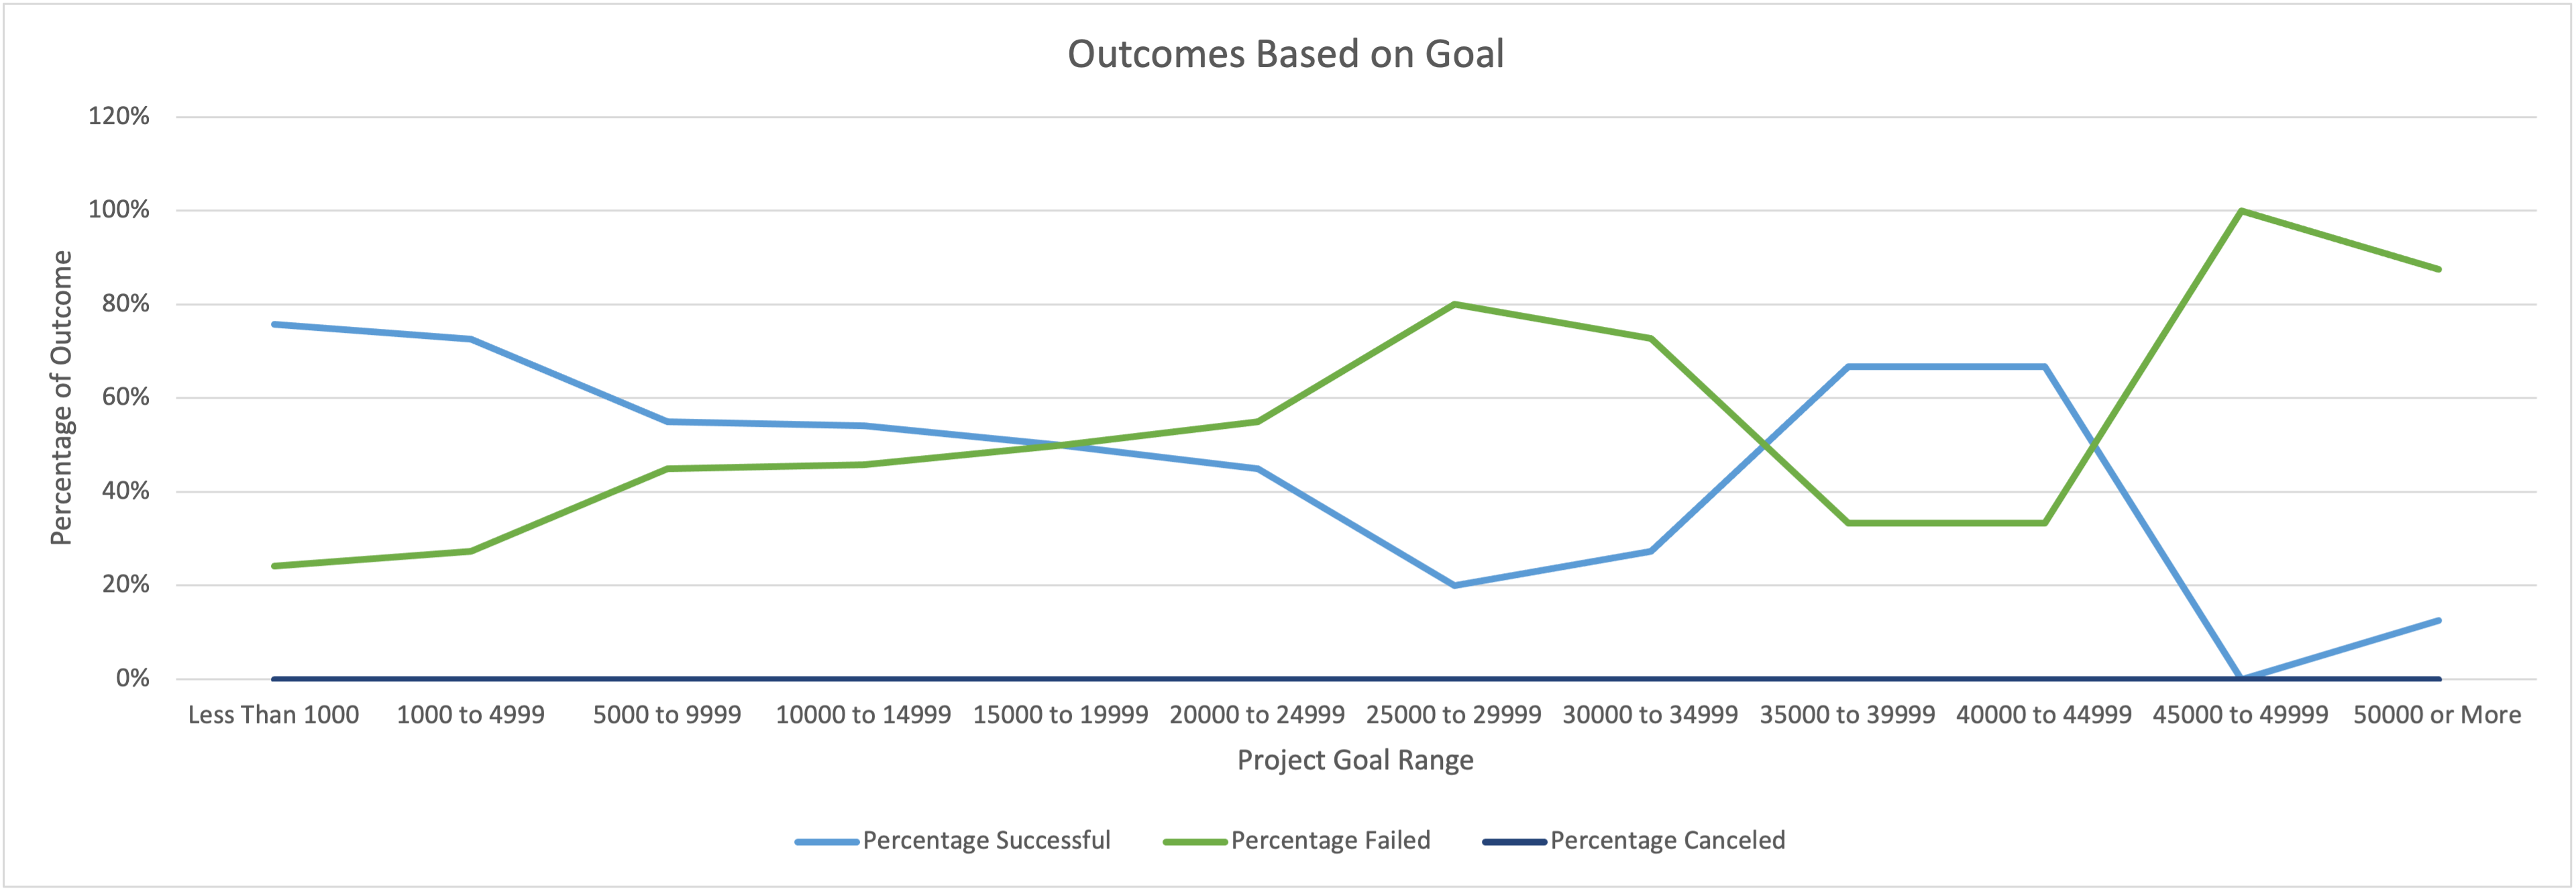 Outcomes Based on Goal
Percentage of Outcome
120%
100%
80%
60%
40%
20%
0%
Less Than 1000 1000 to 4999 5000 to 9999 10000 to 14999 15000 to 19999 20000 to 24999 25000 to 29999 30000 to 34999 35000 to 39999 40000 to 44999 45000 to 49999 50000 or More
Project Goal Range
Percentage Successful Percentage Failed Percentage Canceled